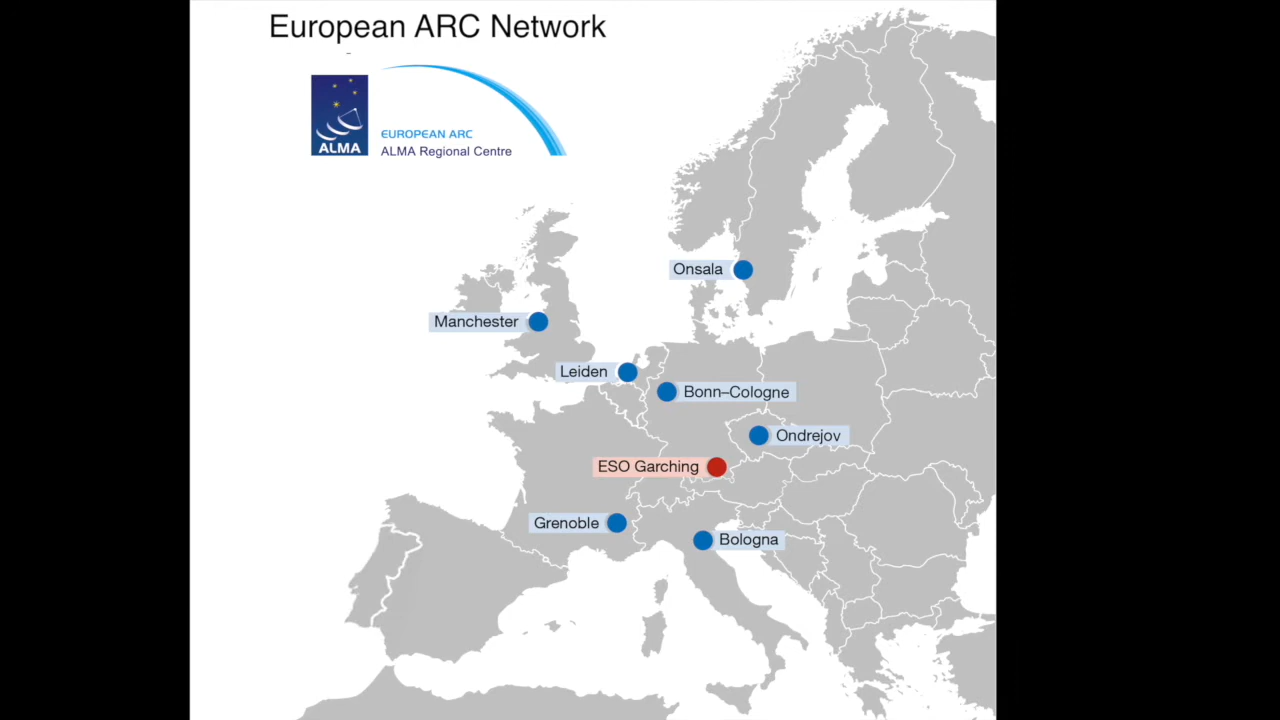 European ARC Network
EUROPEAN ARC
ALMA
ALMA Regional Centre
Onsala
Manchester
Leiden
Bonn–Cologne
Ondrejov
ESO Garching
Grenoble
Bologna